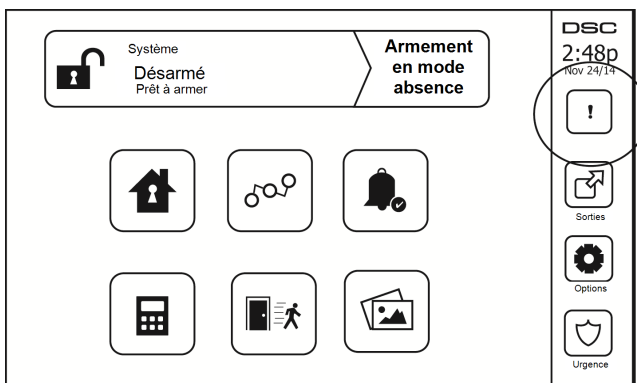 Système
Désarmé
Prêt à armer
Armement
en mode
absence
DSC
2:48p
Nov 24/14
!
Sorties
Options
Urgence